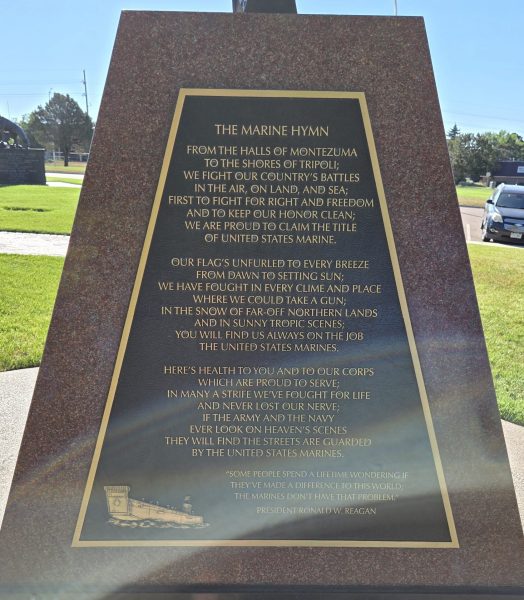 THE MARINE HYMN
FROM THE HALLS OF MONTEZUMA
TO THE SHORES OF TRIPOLI;
WE FIGHT OUR COUNTRY'S BATTLES
IN THE AIR, ON LAND, AND SEA;
FIRST TO FIGHT FOR RIGHT AND FREEDOM
AND TO KEEP OUR HONOR CLEAN;
WE ARE PROUD TO CLAIM THE TITLE
OF UNITED STATES MARINE.
OUR FLAG'S UNFURLED TO EVERY BREEZE
FROM DAWN TO SETTING SUN;
WE HAVE FOUGHT IN EVERY CLIME AND PLACE
WHERE WE COULD TAKE A GUN;
IN THE SNOW OF FAR-OFF NORTHERN LANDS
AND IN SUNNY TROPIC SCENES;
YOU WILL FIND US ALWAYS ON THE JOB
THE UNITED STATES MARINES.
HERE'S HEALTH TO YOU AND TO OUR CORPS
WHICH ARE PROUD TO SERVE;
IN MANY A STRIFE WE'VE FOUGHT FOR LIFE
AND NEVER LOST OUR NERVE;
IF THE ARMY AND THE NAVY
EVER LOOK ON HEAVEN'S SCENES
THEY WILL FIND THE STREETS ARE GUARDED
BY THE UNITED STATES MARINES.
"SOME PEOPLE SPEND A LIFETIME WONDERING IF
THEY'VE MADE A DIFFERENCE TO THIS WORLD;
THE MARINES DON'T HAVE THAT PROBLEM."
PRESIDENT RONALD W. REAGAN